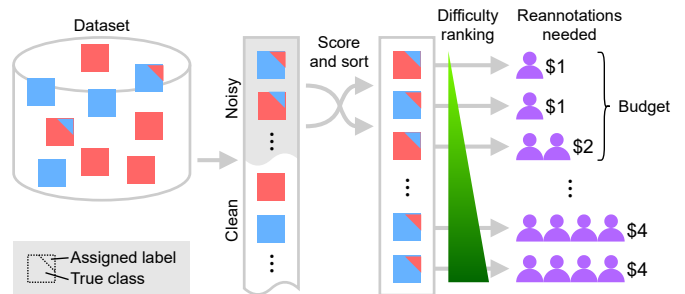 Dataset
Noisy
Clean
Score
and sort
Difficulty
ranking
Reannotations
needed
$1
$1
$2
Budget
$4
$4
Assigned label
True class